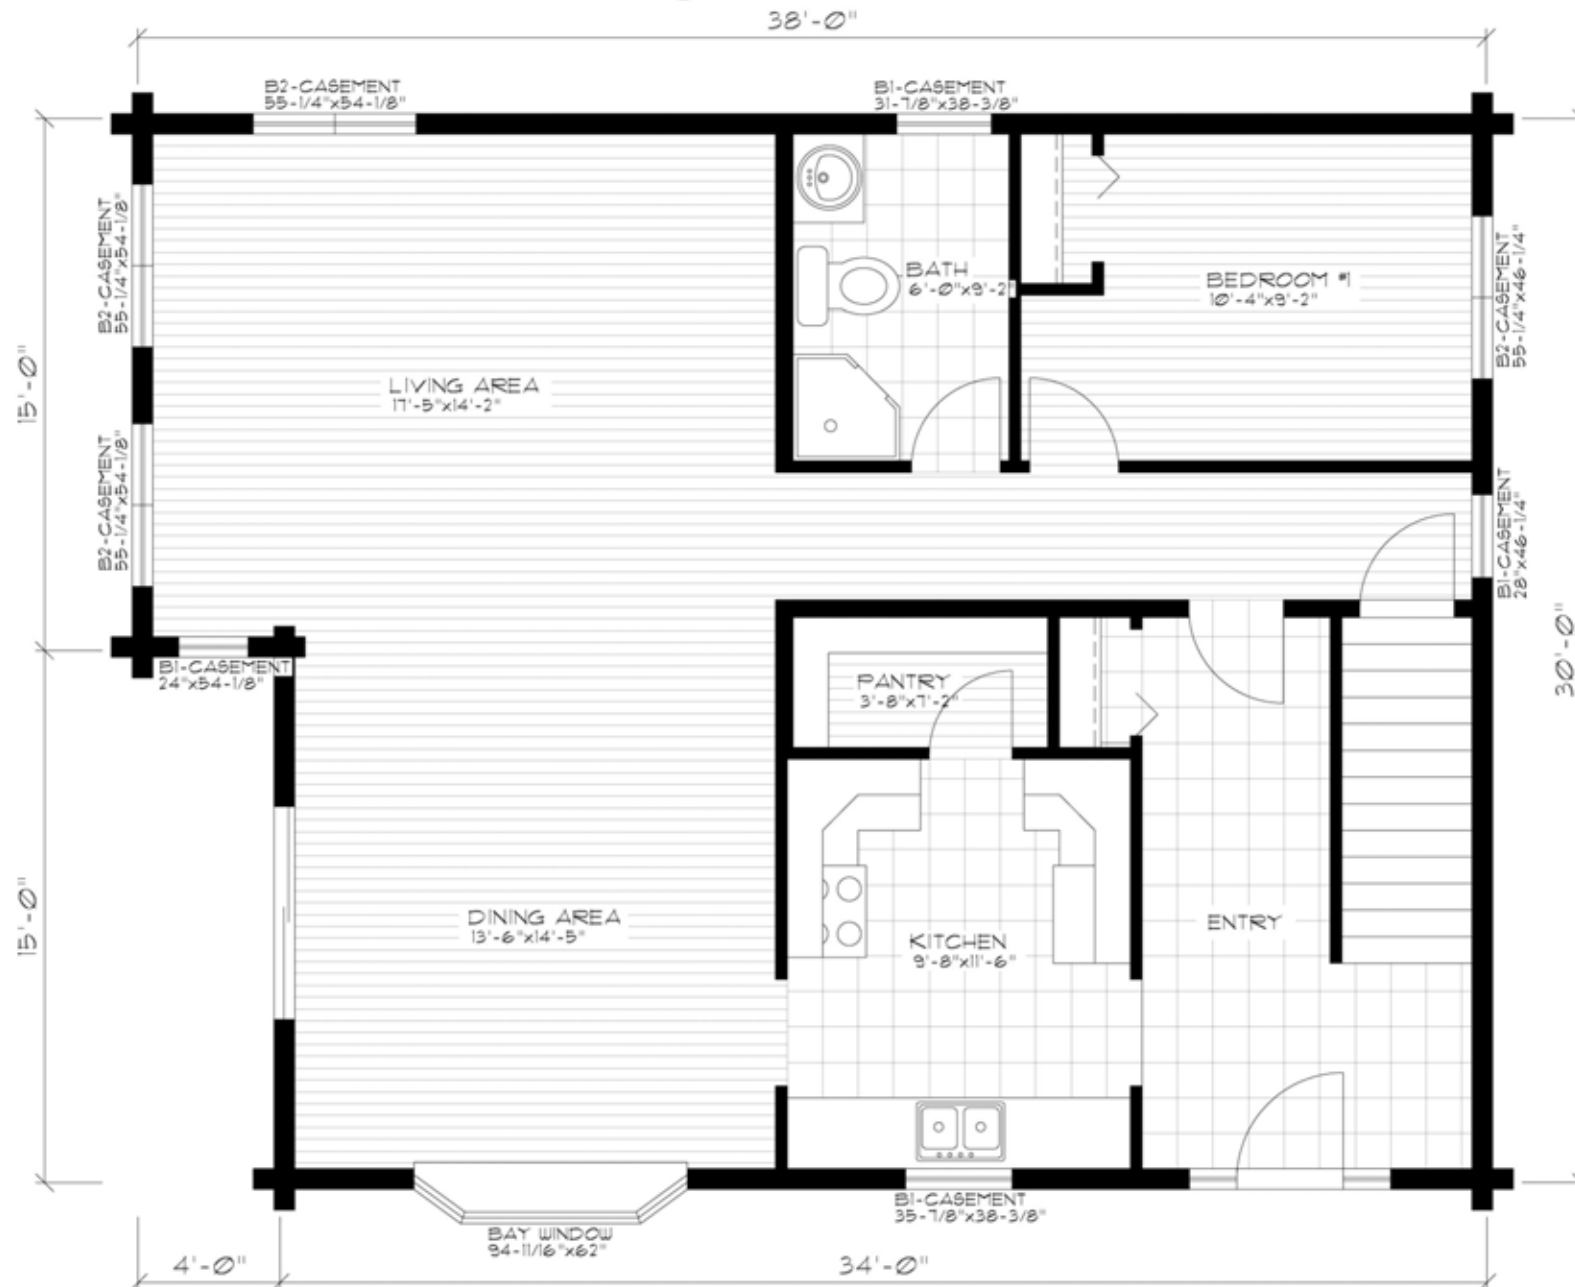 38'-0"
B2-CASEMENT
55-1/4"x54-1/8"
B1-CASEMENT
31-7/8"x38-3/8"
B2-CASEMENT
55-1/4"x54-1/8"
BATH
6'-0"x9'-2
BEDROOM #1
10'-4"x9'-2"
B2-CASEMENT
55-1/4"x46-1/4"
15'-0"
LIVING AREA
17'-5"x14'-2"
B2-CASEMENT
55-1/4"x54-1/8"
B1-CASEMENT
28"x46-1/4"
30'-0"
B1-CASEMENT
24"x54-1/8"
PANTRY
3'-8"x7'-2"
15'-0"
DINING AREA
13'-6"x14'-5"
KITCHEN
9'-8"x11'-6"
ENTRY
B1-CASEMENT
35-7/8"x38-3/8"
BAY WINDOW
94-11/16"x62"
4'-0"
34'-0"